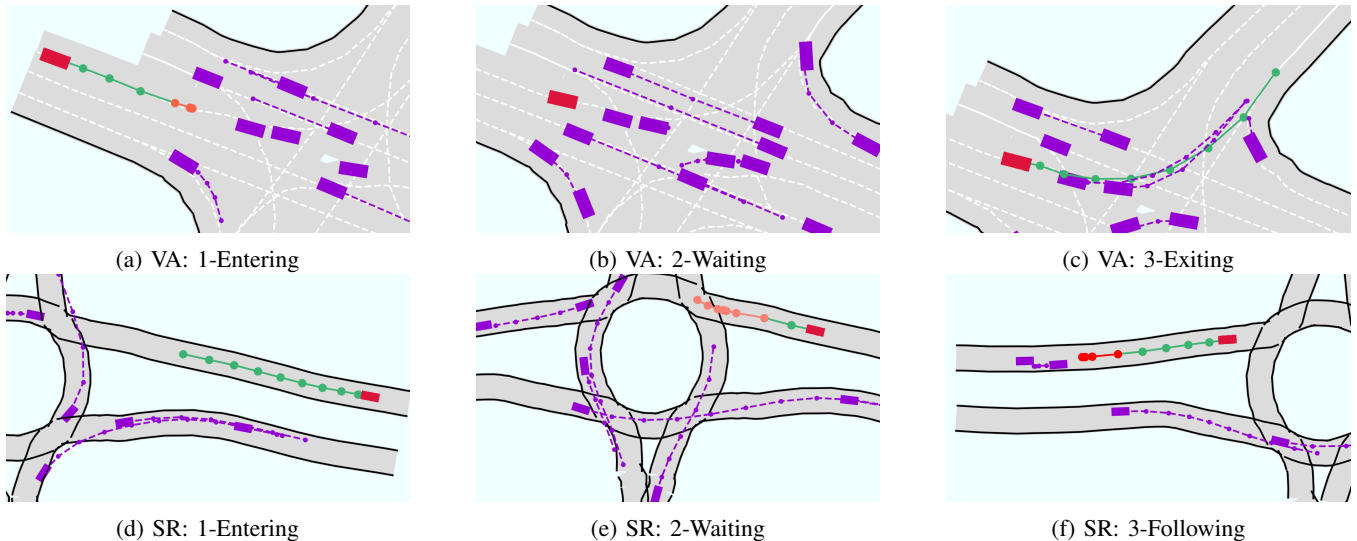 (a) VA: 1-Entering
(b) VA: 2-Waiting
(c) VA: 3-Exiting
(d) SR: 1-Entering
(e) SR: 2-Waiting
(f) SR: 3-Following